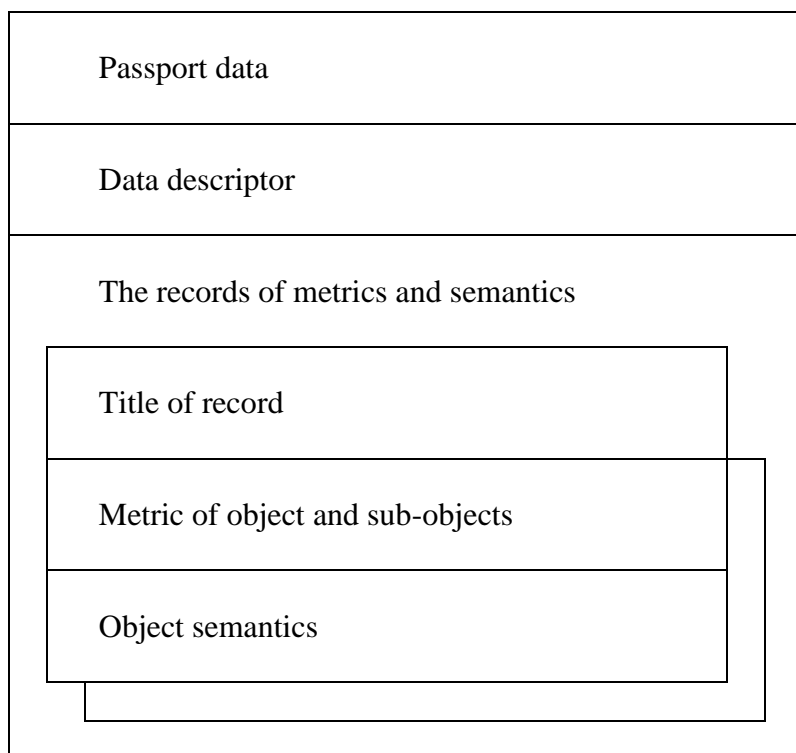 Passport data
Data descriptor
The records of metrics and semantics
Title of record
Metric of object and sub-objects
Object semantics